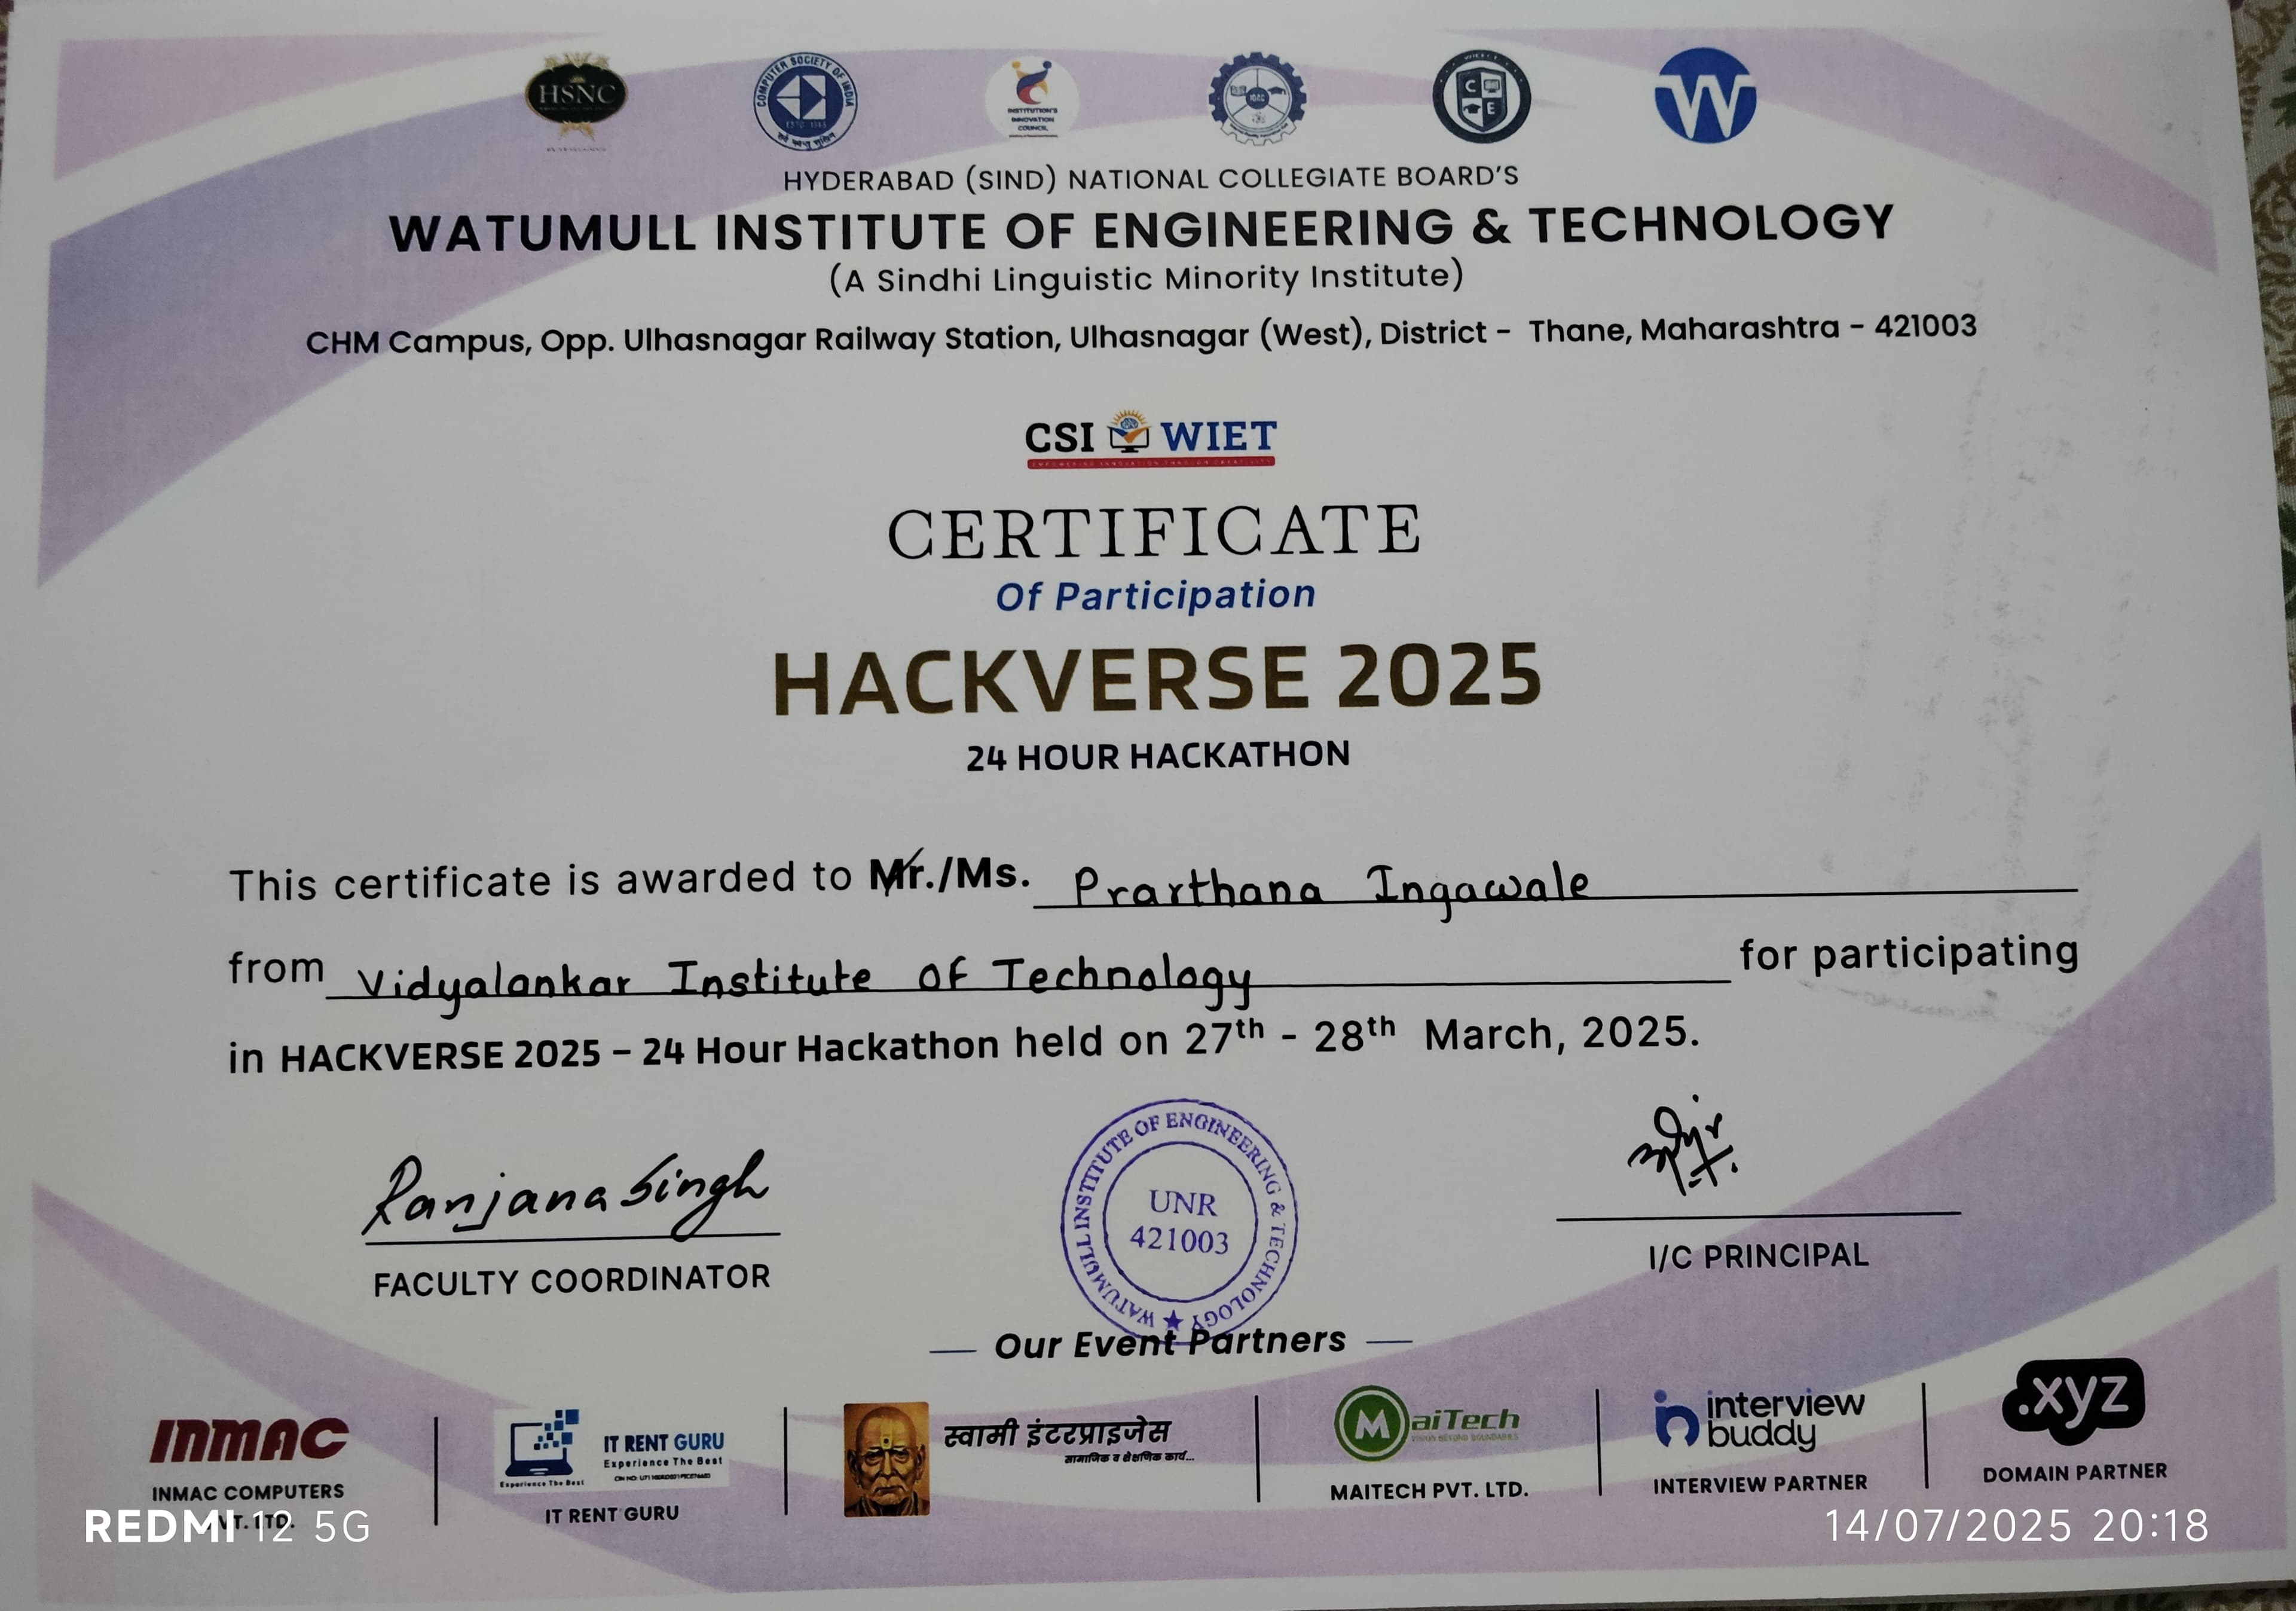 HSNC
COMPUTER SOCIETY OF INDIA
INSTITUTION'S
INNOVATION
COUNCIL
C
E
W
HYDERABAD (SIND) NATIONAL COLLEGIATE BOARD'S
WATUMULL INSTITUTE OF ENGINEERING & TECHNOLOGY
(A Sindhi Linguistic Minority Institute)
CHM Campus, Opp. Ulhasnagar Railway Station, Ulhasnagar (West), District - Thane, Maharashtra - 421003
CSI WIET
CERTIFICATE
Of Participation
HACKVERSE 2025
24 HOUR HACKATHON
This certificate is awarded to Mr./Ms. Prarthana Ingawale
from Vidyalankar Institute of Technology for participating
in HACKVERSE 2025 – 24 Hour Hackathon held on 27th - 28th March, 2025.
Ranjana Singh
FACULTY COORDINATOR
WATUMULL INSTITUTE OF ENGINEERING & TECHNOLOGY
UNR
421003
I/C PRINCIPAL
Our Event Partners
INMAC
INMAC COMPUTERS
PVT. LTD.
IT RENT GURU
Experience The Best
Experience The Best
IT RENT GURU
स्वामी इंटरप्राइजेस
सामाजिक व शैक्षणिक कार्य...
MaiTech
MAITECH PVT. LTD.
interview
buddy
INTERVIEW PARTNER
.xyz
DOMAIN PARTNER
REDMI 12 5G
14/07/2025 20:18